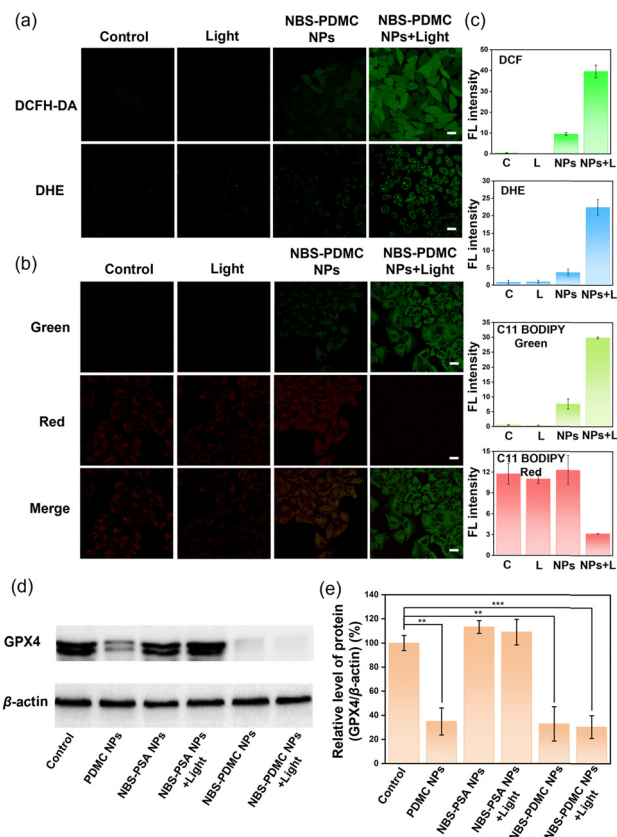 (a)
Control
Light
NBS-PDMC
NPs
NBS-PDMC
NPs+Light
DCFH-DA
DHE
(b)
Control
Light
NBS-PDMC
NPs
NBS-PDMC
NPs+Light
Green
Red
Merge
(c)
DCF
FL intensity
50
40
30
20
10
0
C L NPs NPs+L
DHE
FL intensity
30
25
20
15
10
5
0
C L NPs NPs+L
C11 BODIPY
Green
FL intensity
36
30
24
18
12
6
0
C L NPs NPs+L
C11 BODIPY
Red
FL intensity
15
12
9
6
3
0
C L NPs NPs+L
(d)
GPX4
β-actin
Control
PDMC NPs
NBS-PSA NPs
NBS-PSA NPs
+Light
NBS-PDMC NPs
NBS-PDMC NPs
+Light
(e)
Relative level of protein
(GPX4/β-actin) (%)
140
120
100
80
60
40
20
0
***
**
**
Control
PDMC NPs
NBS-PSA NPs
NBS-PSA NPs
+Light
NBS-PDMC NPs
NBS-PDMC NPs
+Light